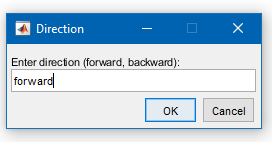 Direction
Enter direction (forward, backward):
forward
OK
Cancel